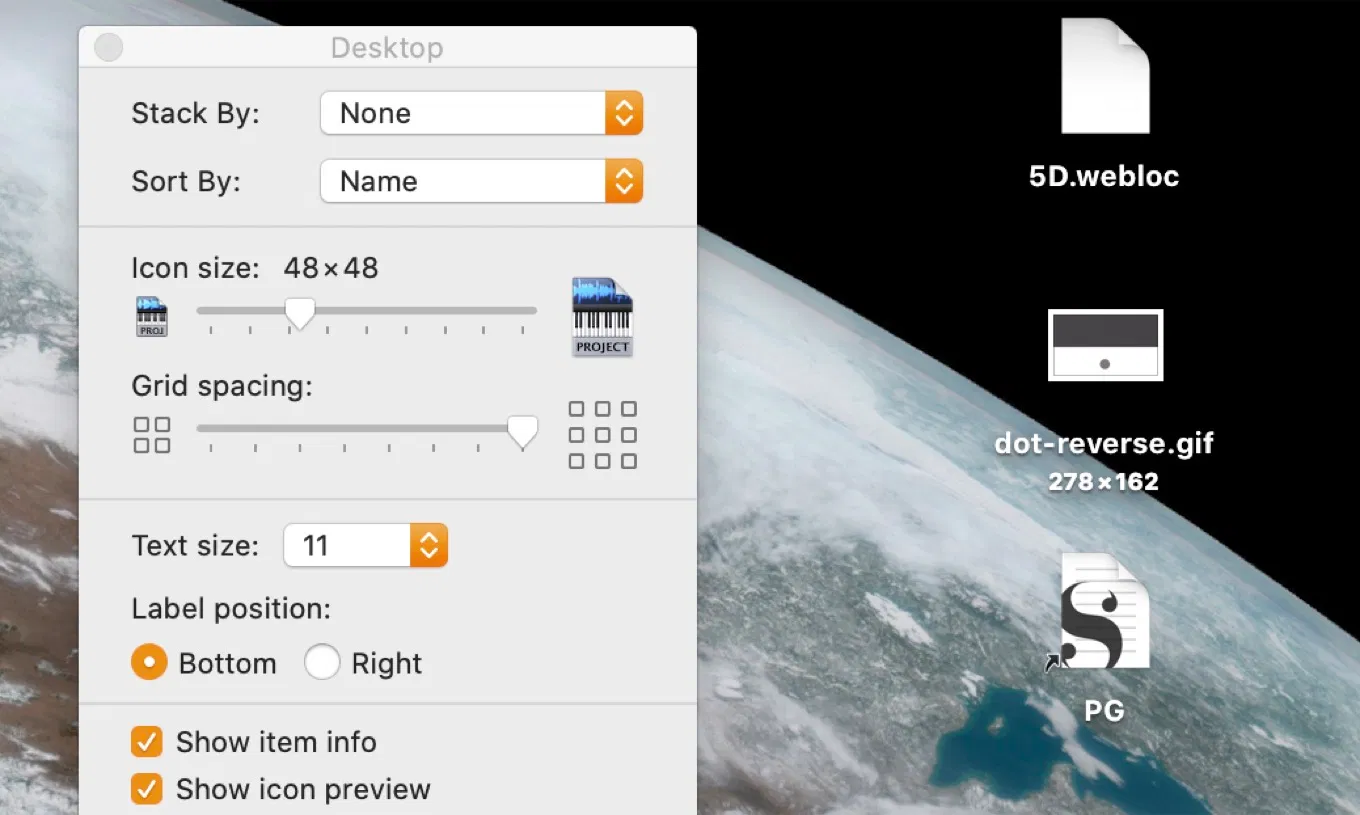 Desktop
Stack By: None
Sort By: Name
Icon size: 48×48
PROJ
PROJECT
Grid spacing:
Text size: 11
Label position:
Bottom Right
Show item info
Show icon preview
5D.webloc
dot-reverse.gif
278×162
S
PG